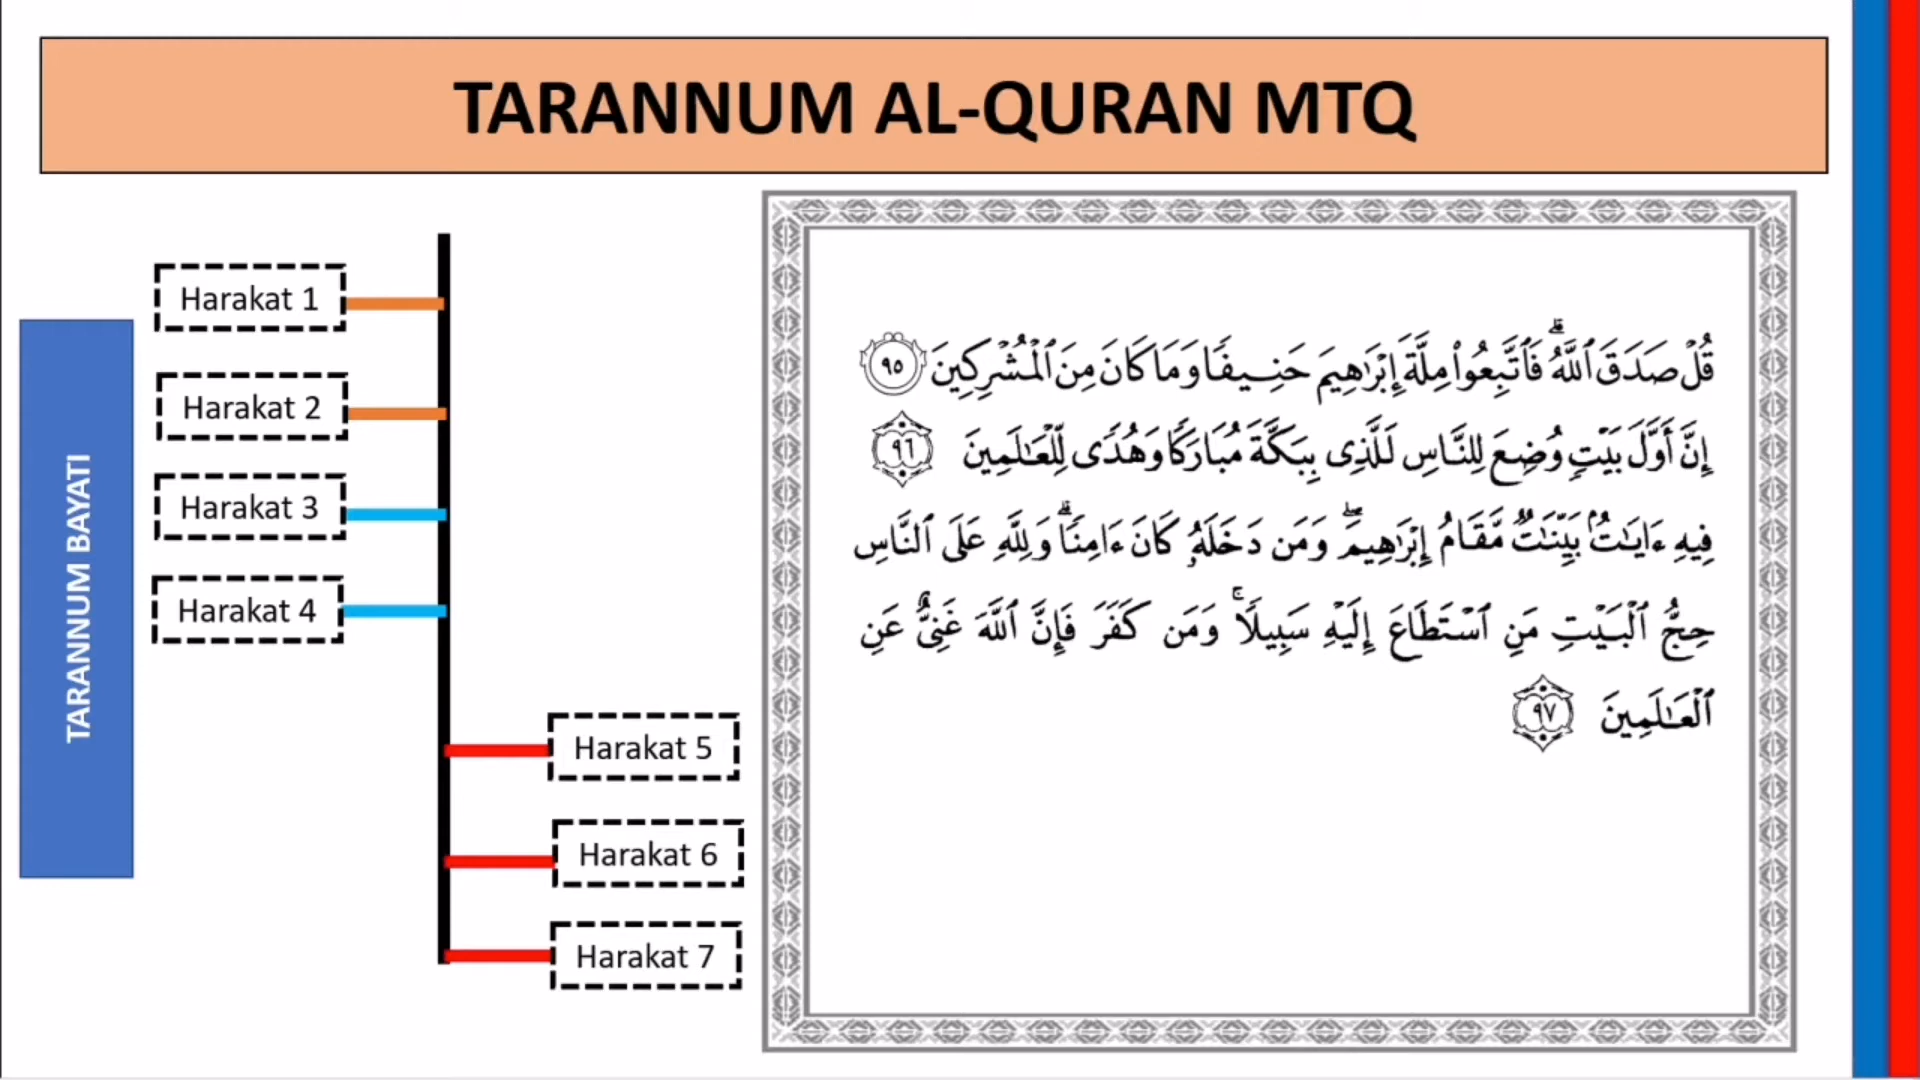 TARANNUM AL-QURAN MTQ
TARANNUM BAYATI
Harakat 1
Harakat 2
Harakat 3
Harakat 4
Harakat 5
Harakat 6
Harakat 7
قُلْ صَدَقَ ٱللَّهُ ۗ فَٱتَّبِعُوا۟ مِلَّةَ إِبْرَٰهِيمَ حَنِيفًا وَمَا كَانَ مِنَ ٱلْمُشْرِكِينَ ٩٥
إِنَّ أَوَّلَ بَيْتٍ وُضِعَ لِلنَّاسِ لَلَّذِى بِبَكَّةَ مُبَارَكًا وَهُدًى لِّلْعَـٰلَمِينَ ٩٦
فِيهِ ءَايَـٰتٌۢ بَيِّنَـٰتٌ مَّقَامُ إِبْرَٰهِيمَ ۖ وَمَن دَخَلَهُۥ كَانَ ءَامِنًا ۗ وَلِلَّهِ عَلَى ٱلنَّاسِ
حِجُّ ٱلْبَيْتِ مَنِ ٱسْتَطَاعَ إِلَيْهِ سَبِيلًا ۚ وَمَن كَفَرَ فَإِنَّ ٱللَّهَ غَنِىٌّ عَنِ
ٱلْعَـٰلَمِينَ ٩٧